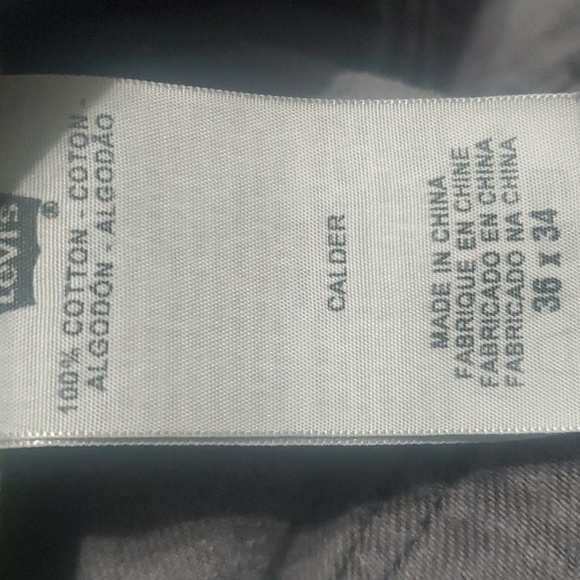 Levi's ®
100% COTTON - COTON -
ALGODÓN - ALGODÃO
CALDER
MADE IN CHINA
FABRIQUE EN CHINE
FABRICADO EN CHINA
FABRICADO NA CHINA
36 x 34